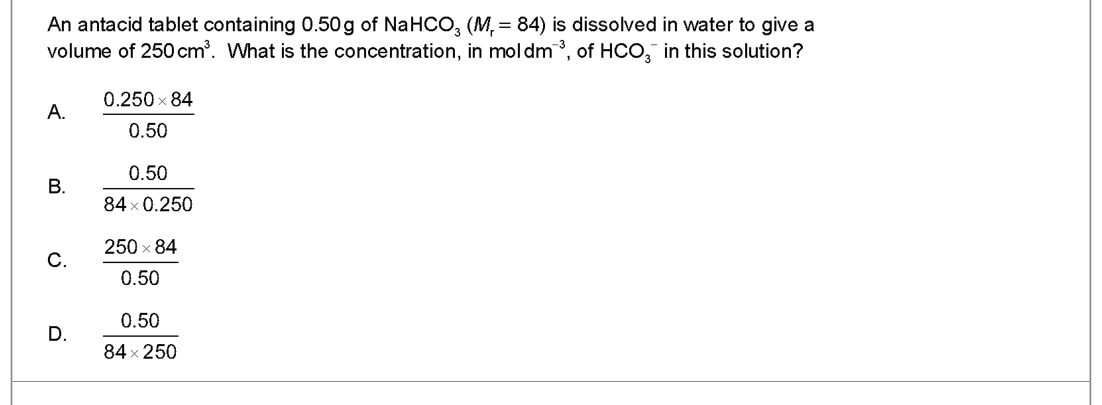 An antacid tablet containing 0.50 g of NaHCO₃ (Mᵣ = 84) is dissolved in water to give a
volume of 250 cm³. What is the concentration, in mol dm⁻³, of HCO₃⁻ in this solution?
A.
0.250 × 84
0.50
B.
0.50
84 × 0.250
C.
250 × 84
0.50
D.
0.50
84 × 250